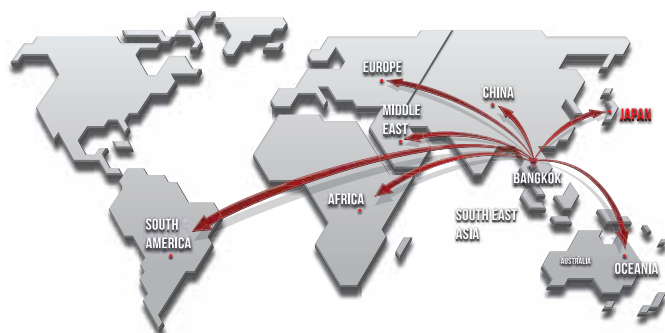 EUROPE
CHINA
MIDDLE
EAST
JAPAN
BANGKOK
AFRICA
SOUTH EAST
ASIA
SOUTH
AMERICA
AUSTRALIA
OCEANIA